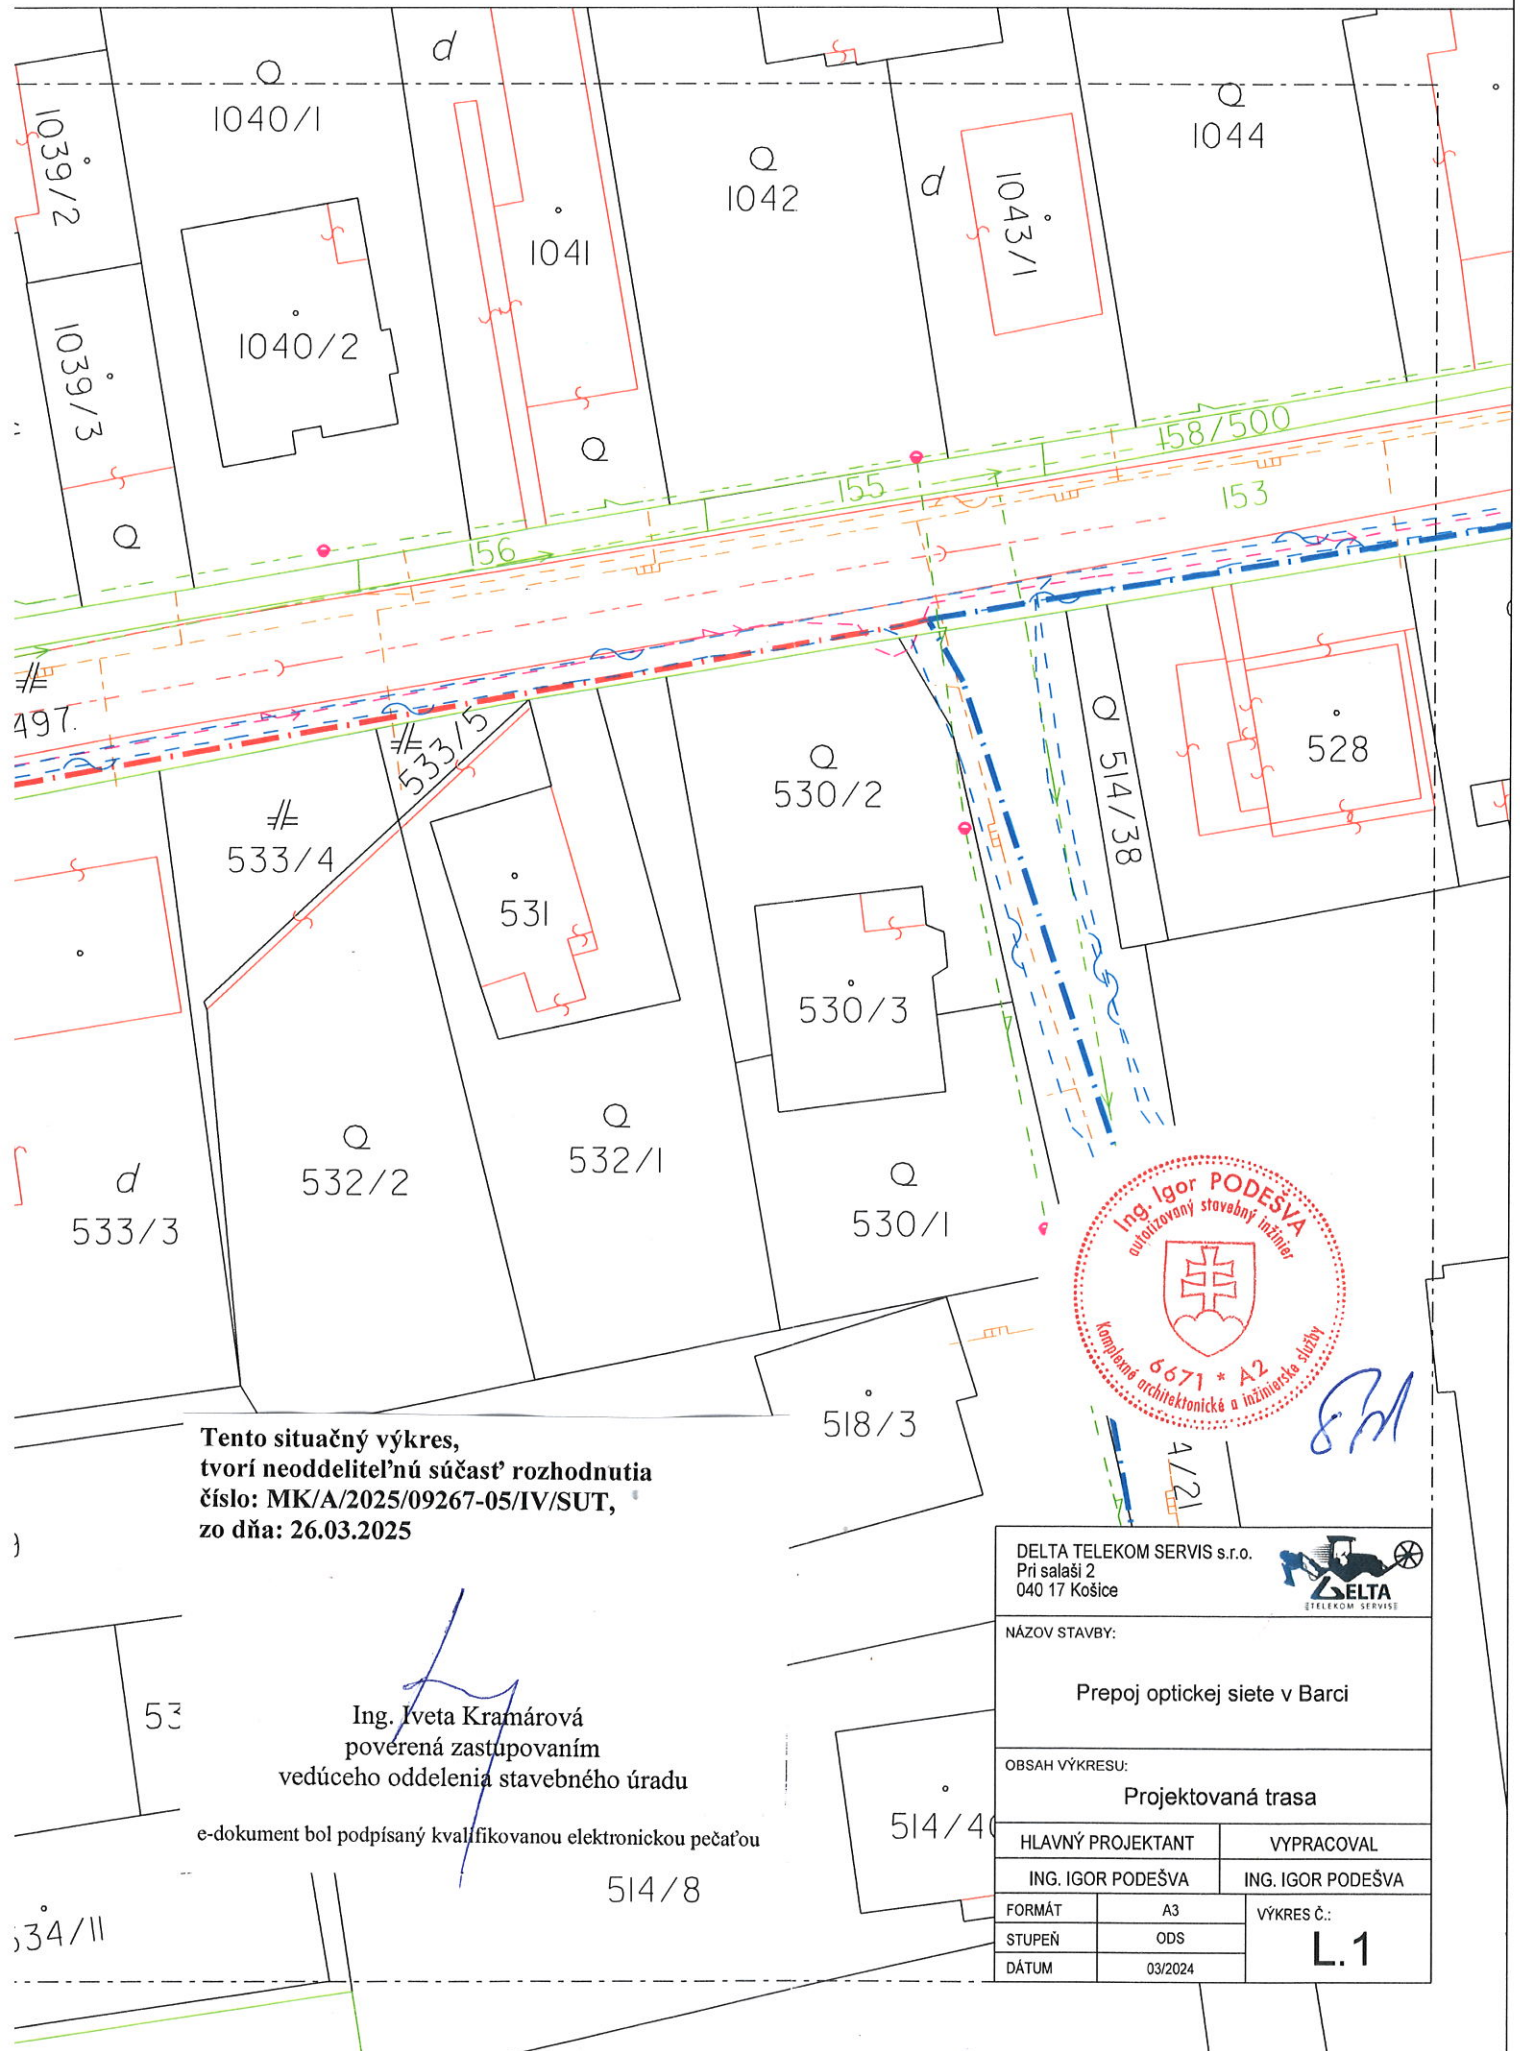 d
1040/1
1044
1039/2
1042
d
1043/1
1041
1040/2
1039/3
158/500
155
153
156
497
533/5
514/38
528
530/2
533/4
531
530/3
532/1
532/2
d
533/3
530/1
Ing. Igor PODEŠVA
autorizovaný stavebný inžinier
6671 * A2
Komplexné architektonické a inžinierske služby
518/3
4/21
Tento situačný výkres,
tvorí neoddeliteľnú súčasť rozhodnutia
číslo: MK/A/2025/09267-05/IV/SUT,
zo dňa: 26.03.2025
DELTA TELEKOM SERVIS s.r.o.
Pri salaši 2
040 17 Košice
DELTA
TELEKOM SERVIS
NÁZOV STAVBY:
Prepoj optickej siete v Barci
53
Ing. Iveta Kramárová
poverená zastupovaním
vedúceho oddelenia stavebného úradu
OBSAH VÝKRESU:
Projektovaná trasa
e-dokument bol podpísaný kvalifikovanou elektronickou pečaťou
514/40
HLAVNÝ PROJEKTANT
VYPRACOVAL
ING. IGOR PODEŠVA
ING. IGOR PODEŠVA
514/8
FORMÁT
A3
VÝKRES Č.:
L.1
STUPEŇ
ODS
DÁTUM
03/2024
534/11